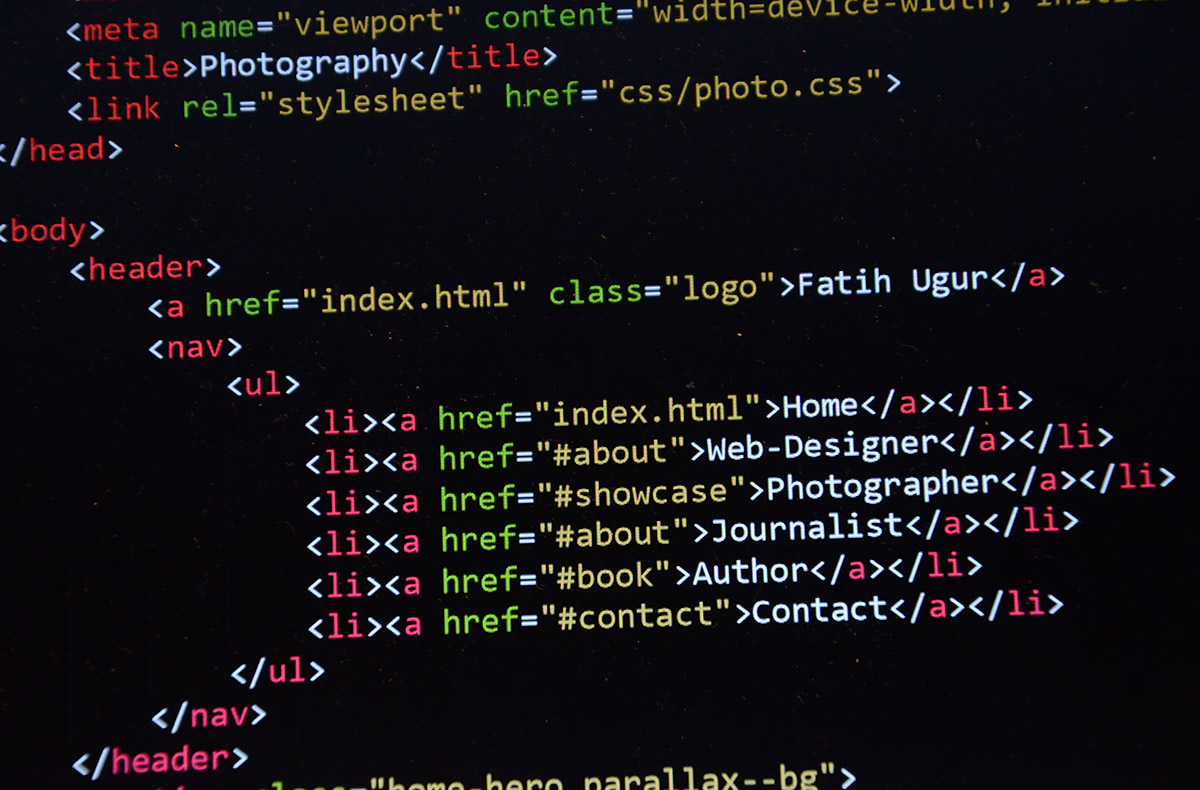 <meta name="viewport" content="width=device-width,
<title>Photography</title>
<link rel="stylesheet" href="css/photo.css">
</head>
<body>
<header>
<a href="index.html" class="logo">Fatih Ugur</a>
<nav>
<ul>
<li><a href="index.html">Home</a></li>
<li><a href="#about">Web-Designer</a></li>
<li><a href="#showcase">Photographer</a></li>
<li><a href="#about">Journalist</a></li>
<li><a href="#book">Author</a></li>
<li><a href="#contact">Contact</a></li>
</ul>
</nav>
</header>
class="home-hero parallax--bg">